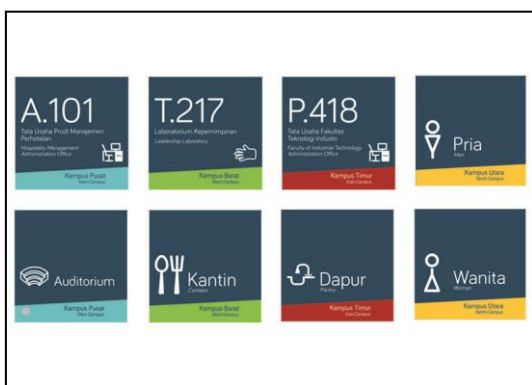 A.101
Tata Usaha Prodi Manajemen
Perhotelan
Hospitality Management
Administration Office
Kampus Pusat
Main Campus
T.217
Laboratorium Kepemimpinan
Leadership Laboratory
Kampus Barat
West Campus
P.418
Tata Usaha Fakultas
Teknologi Industri
Faculty of Industrial Technology
Administration Office
Kampus Timur
East Campus
Pria
Men
Kampus Utara
North Campus
Auditorium
Kampus Pusat
Main Campus
Kantin
Canteen
Kampus Barat
West Campus
Dapur
Pantry
Kampus Timur
East Campus
Wanita
Woman
Kampus Utara
North Campus